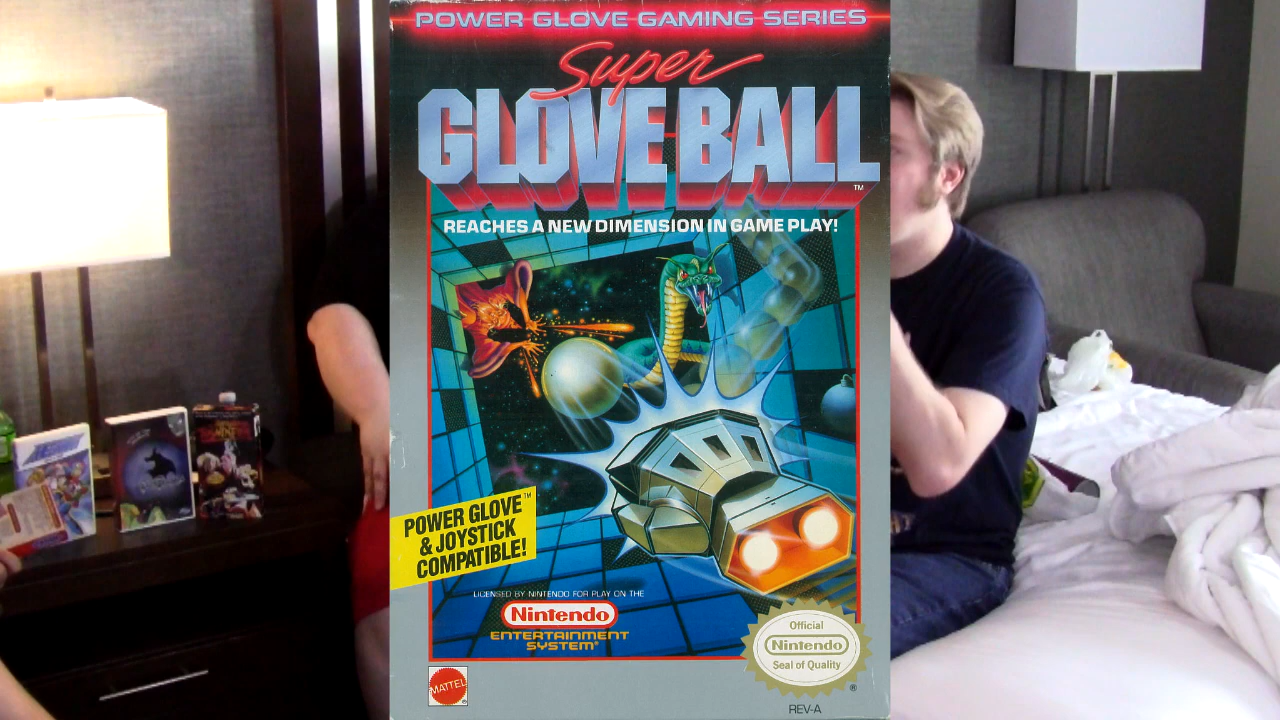 POWER GLOVE GAMING SERIES
Super
GLOVE BALL
TM
REACHES A NEW DIMENSION IN GAME PLAY!
POWER GLOVE™
& JOYSTICK
COMPATIBLE!
LICENSED BY NINTENDO FOR PLAY ON THE
Nintendo
ENTERTAINMENT
SYSTEM®
Official
Nintendo
Seal of Quality
®
MATTEL
REV-A